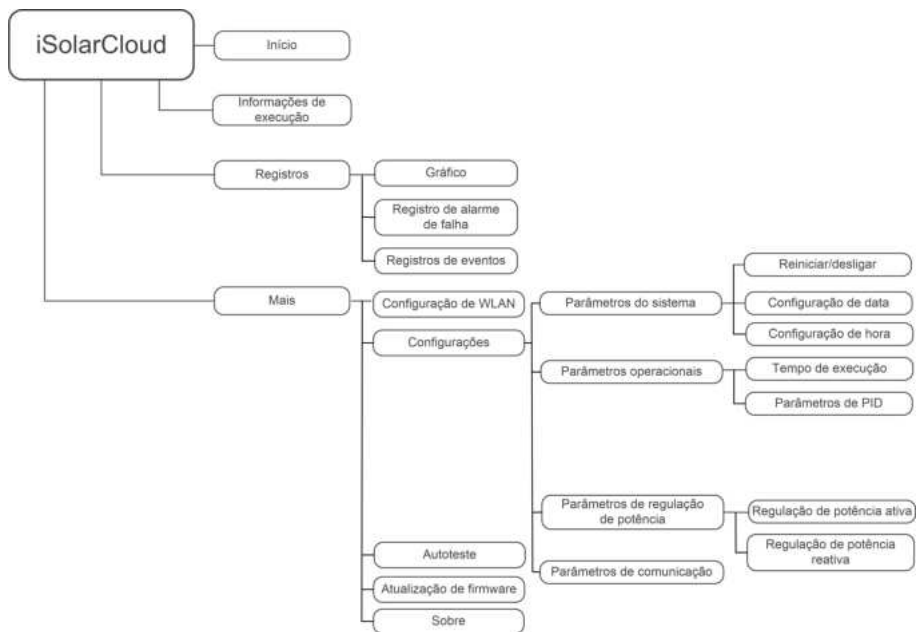 iSolarCloud
Início
Informações de
execução
Registros
Gráfico
Registro de alarme
de falha
Registros de eventos
Mais
Configuração de WLAN
Configurações
Parâmetros do sistema
Reiniciar/desligar
Configuração de data
Configuração de hora
Parâmetros operacionais
Tempo de execução
Parâmetros de PID
Parâmetros de regulação
de potência
Regulação de potência ativa
Regulação de potência
reativa
Parâmetros de comunicação
Autoteste
Atualização de firmware
Sobre